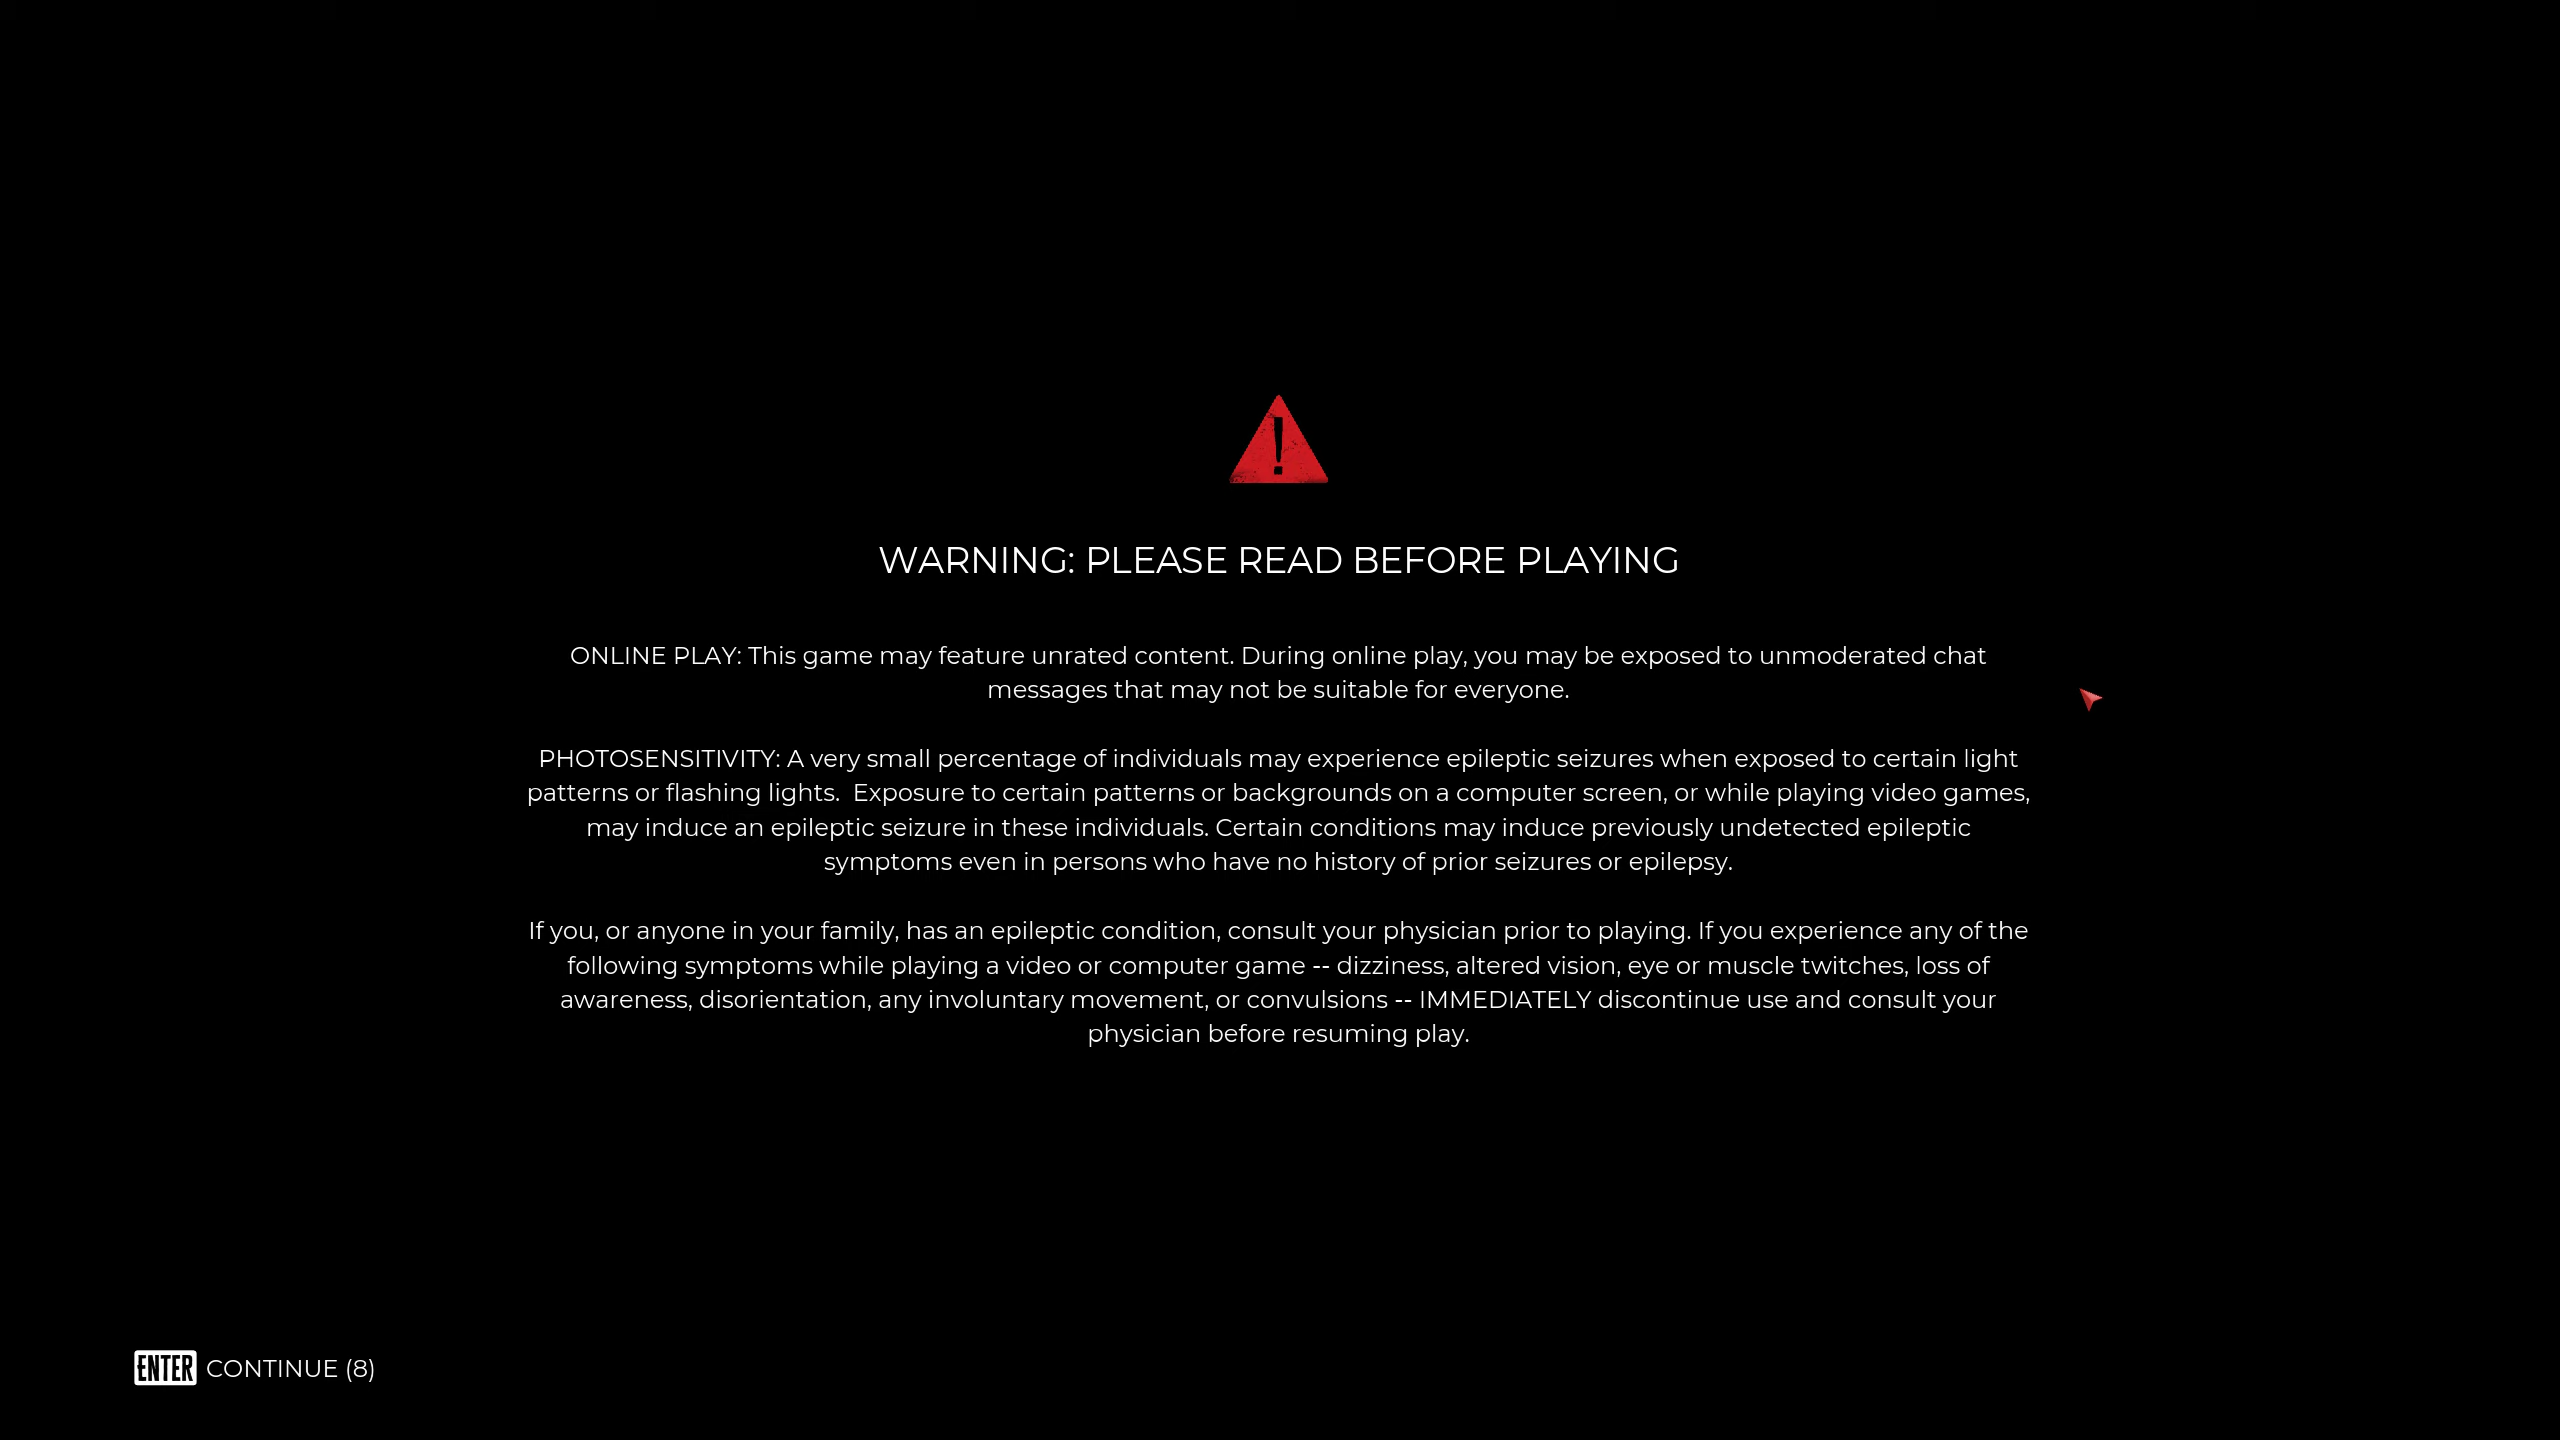 WARNING: PLEASE READ BEFORE PLAYING
ONLINE PLAY: This game may feature unrated content. During online play, you may be exposed to unmoderated chat
messages that may not be suitable for everyone.
PHOTOSENSITIVITY: A very small percentage of individuals may experience epileptic seizures when exposed to certain light
patterns or flashing lights.  Exposure to certain patterns or backgrounds on a computer screen, or while playing video games,
may induce an epileptic seizure in these individuals. Certain conditions may induce previously undetected epileptic
symptoms even in persons who have no history of prior seizures or epilepsy.
If you, or anyone in your family, has an epileptic condition, consult your physician prior to playing. If you experience any of the
following symptoms while playing a video or computer game -- dizziness, altered vision, eye or muscle twitches, loss of
awareness, disorientation, any involuntary movement, or convulsions -- IMMEDIATELY discontinue use and consult your
physician before resuming play.
ENTER CONTINUE (8)